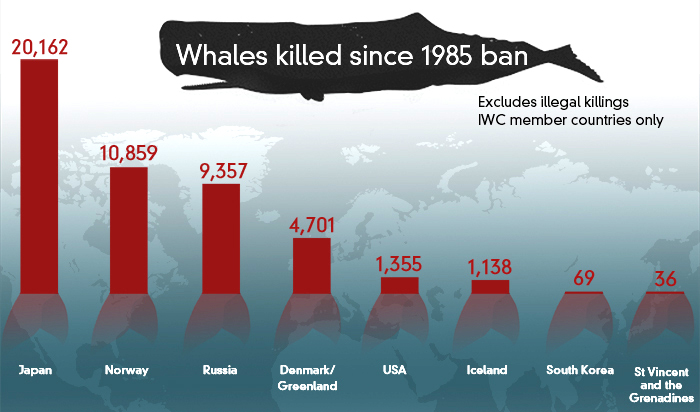 Whales killed since 1985 ban
Excludes illegal killings
IWC member countries only
20,162
10,859
9,357
4,701
1,355
1,138
69
36
Japan
Norway
Russia
Denmark/
Greenland
USA
Iceland
South Korea
St Vincent
and the
Grenadines